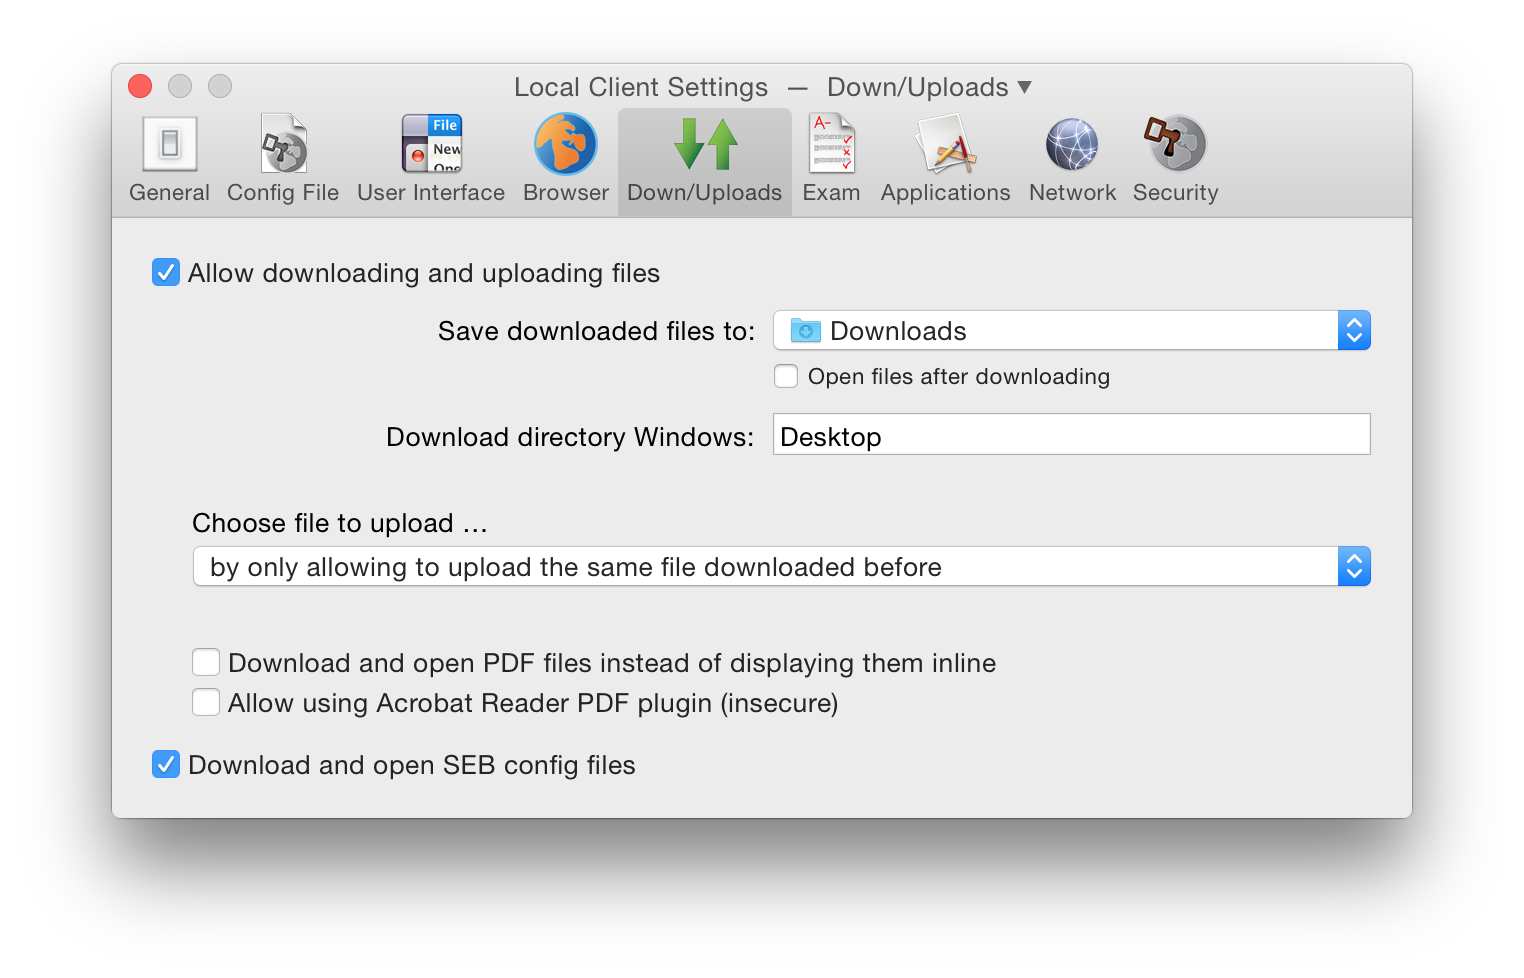 Local Client Settings — Down/Uploads ▼
File
New
Open
A-
General Config File User Interface Browser Down/Uploads Exam Applications Network Security
Allow downloading and uploading files
Save downloaded files to: Downloads
Open files after downloading
Download directory Windows: Desktop
Choose file to upload …
by only allowing to upload the same file downloaded before
Download and open PDF files instead of displaying them inline
Allow using Acrobat Reader PDF plugin (insecure)
Download and open SEB config files